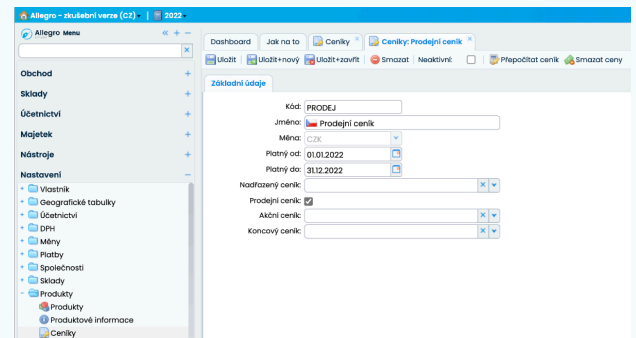 Allegro - zkušební verze (CZ) | 2022
Allegro Menu
Obchod
Sklady
Účetnictví
Majetek
Nástroje
Nastavení
Vlastník
Geografické tabulky
Účetnictví
DPH
Měny
Platby
Společnosti
Sklady
Produkty
Produkty
Produktové informace
Ceníky
Dashboard Jak na to Ceníky Ceníky: Prodejní ceník
Uložit Uložit+nový Uložit+zavřít Smazat Neaktivní: Přepočítat ceník Smazat ceny
Základní údaje
Kód: PRODEJ
Jméno: Prodejní ceník
Měna: CZK
Platný od: 01.01.2022
Platný do: 31.12.2022
Nadřazený ceník:
Prodejní ceník:
Akční ceník:
Koncový ceník: